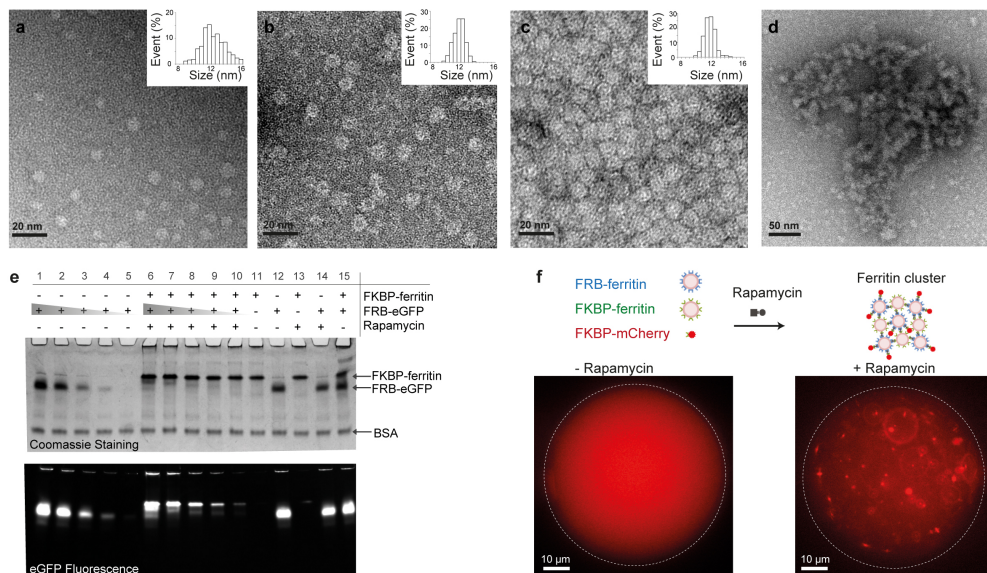 a
Event (%)
20
10
0
8 12 16
Size (nm)
20 nm
b
Event (%)
30
20
10
0
8 12 16
Size (nm)
20 nm
c
Event (%)
30
20
10
0
8 12 16
Size (nm)
20 nm
d
50 nm
e
1 2 3 4 5 6 7 8 9 10 11 12 13 14 15
- - - - - + + + + + + - + - + FKBP-ferritin
+ + + + + + + + + + - + - + + FRB-eGFP
- - - - - + + + + + - - + + - Rapamycin
FKBP-ferritin
FRB-eGFP
BSA
Coomassie Staining
eGFP Fluorescence
f
FRB-ferritin
FKBP-ferritin
FKBP-mCherry
Rapamycin
Ferritin cluster
- Rapamycin
+ Rapamycin
10 µm
10 µm